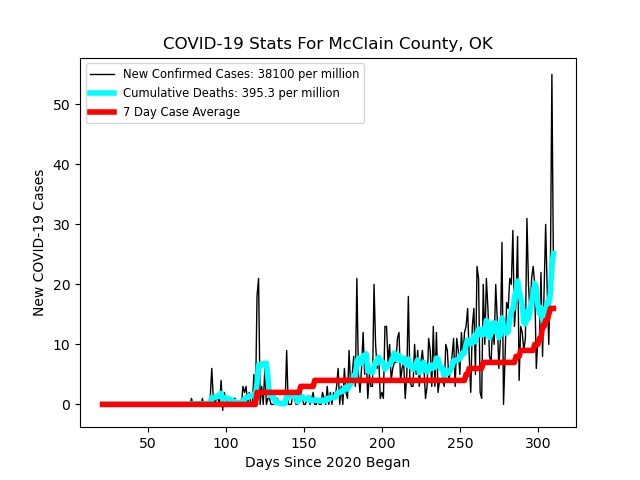 COVID-19 Stats For McClain County, OK
New Confirmed Cases: 38100 per million
Cumulative Deaths: 395.3 per million
7 Day Case Average
New COVID-19 Cases
50
40
30
20
10
0
50 100 150 200 250 300
Days Since 2020 Began